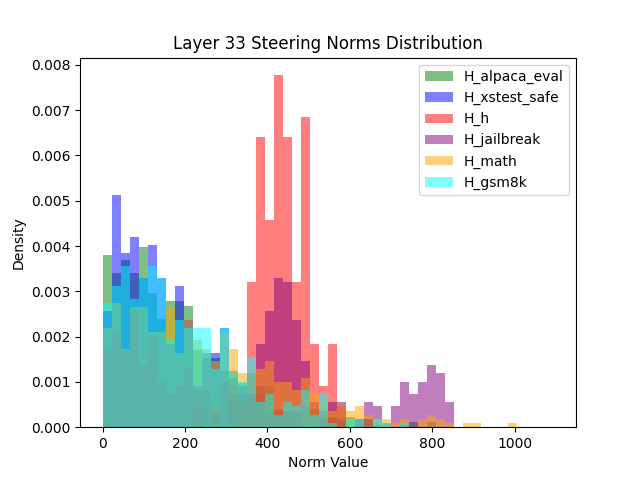 Layer 33 Steering Norms Distribution
Density
0.008
0.007
0.006
0.005
0.004
0.003
0.002
0.001
0.000
H_alpaca_eval
H_xstest_safe
H_h
H_jailbreak
H_math
H_gsm8k
0
200
400
600
800
1000
Norm Value